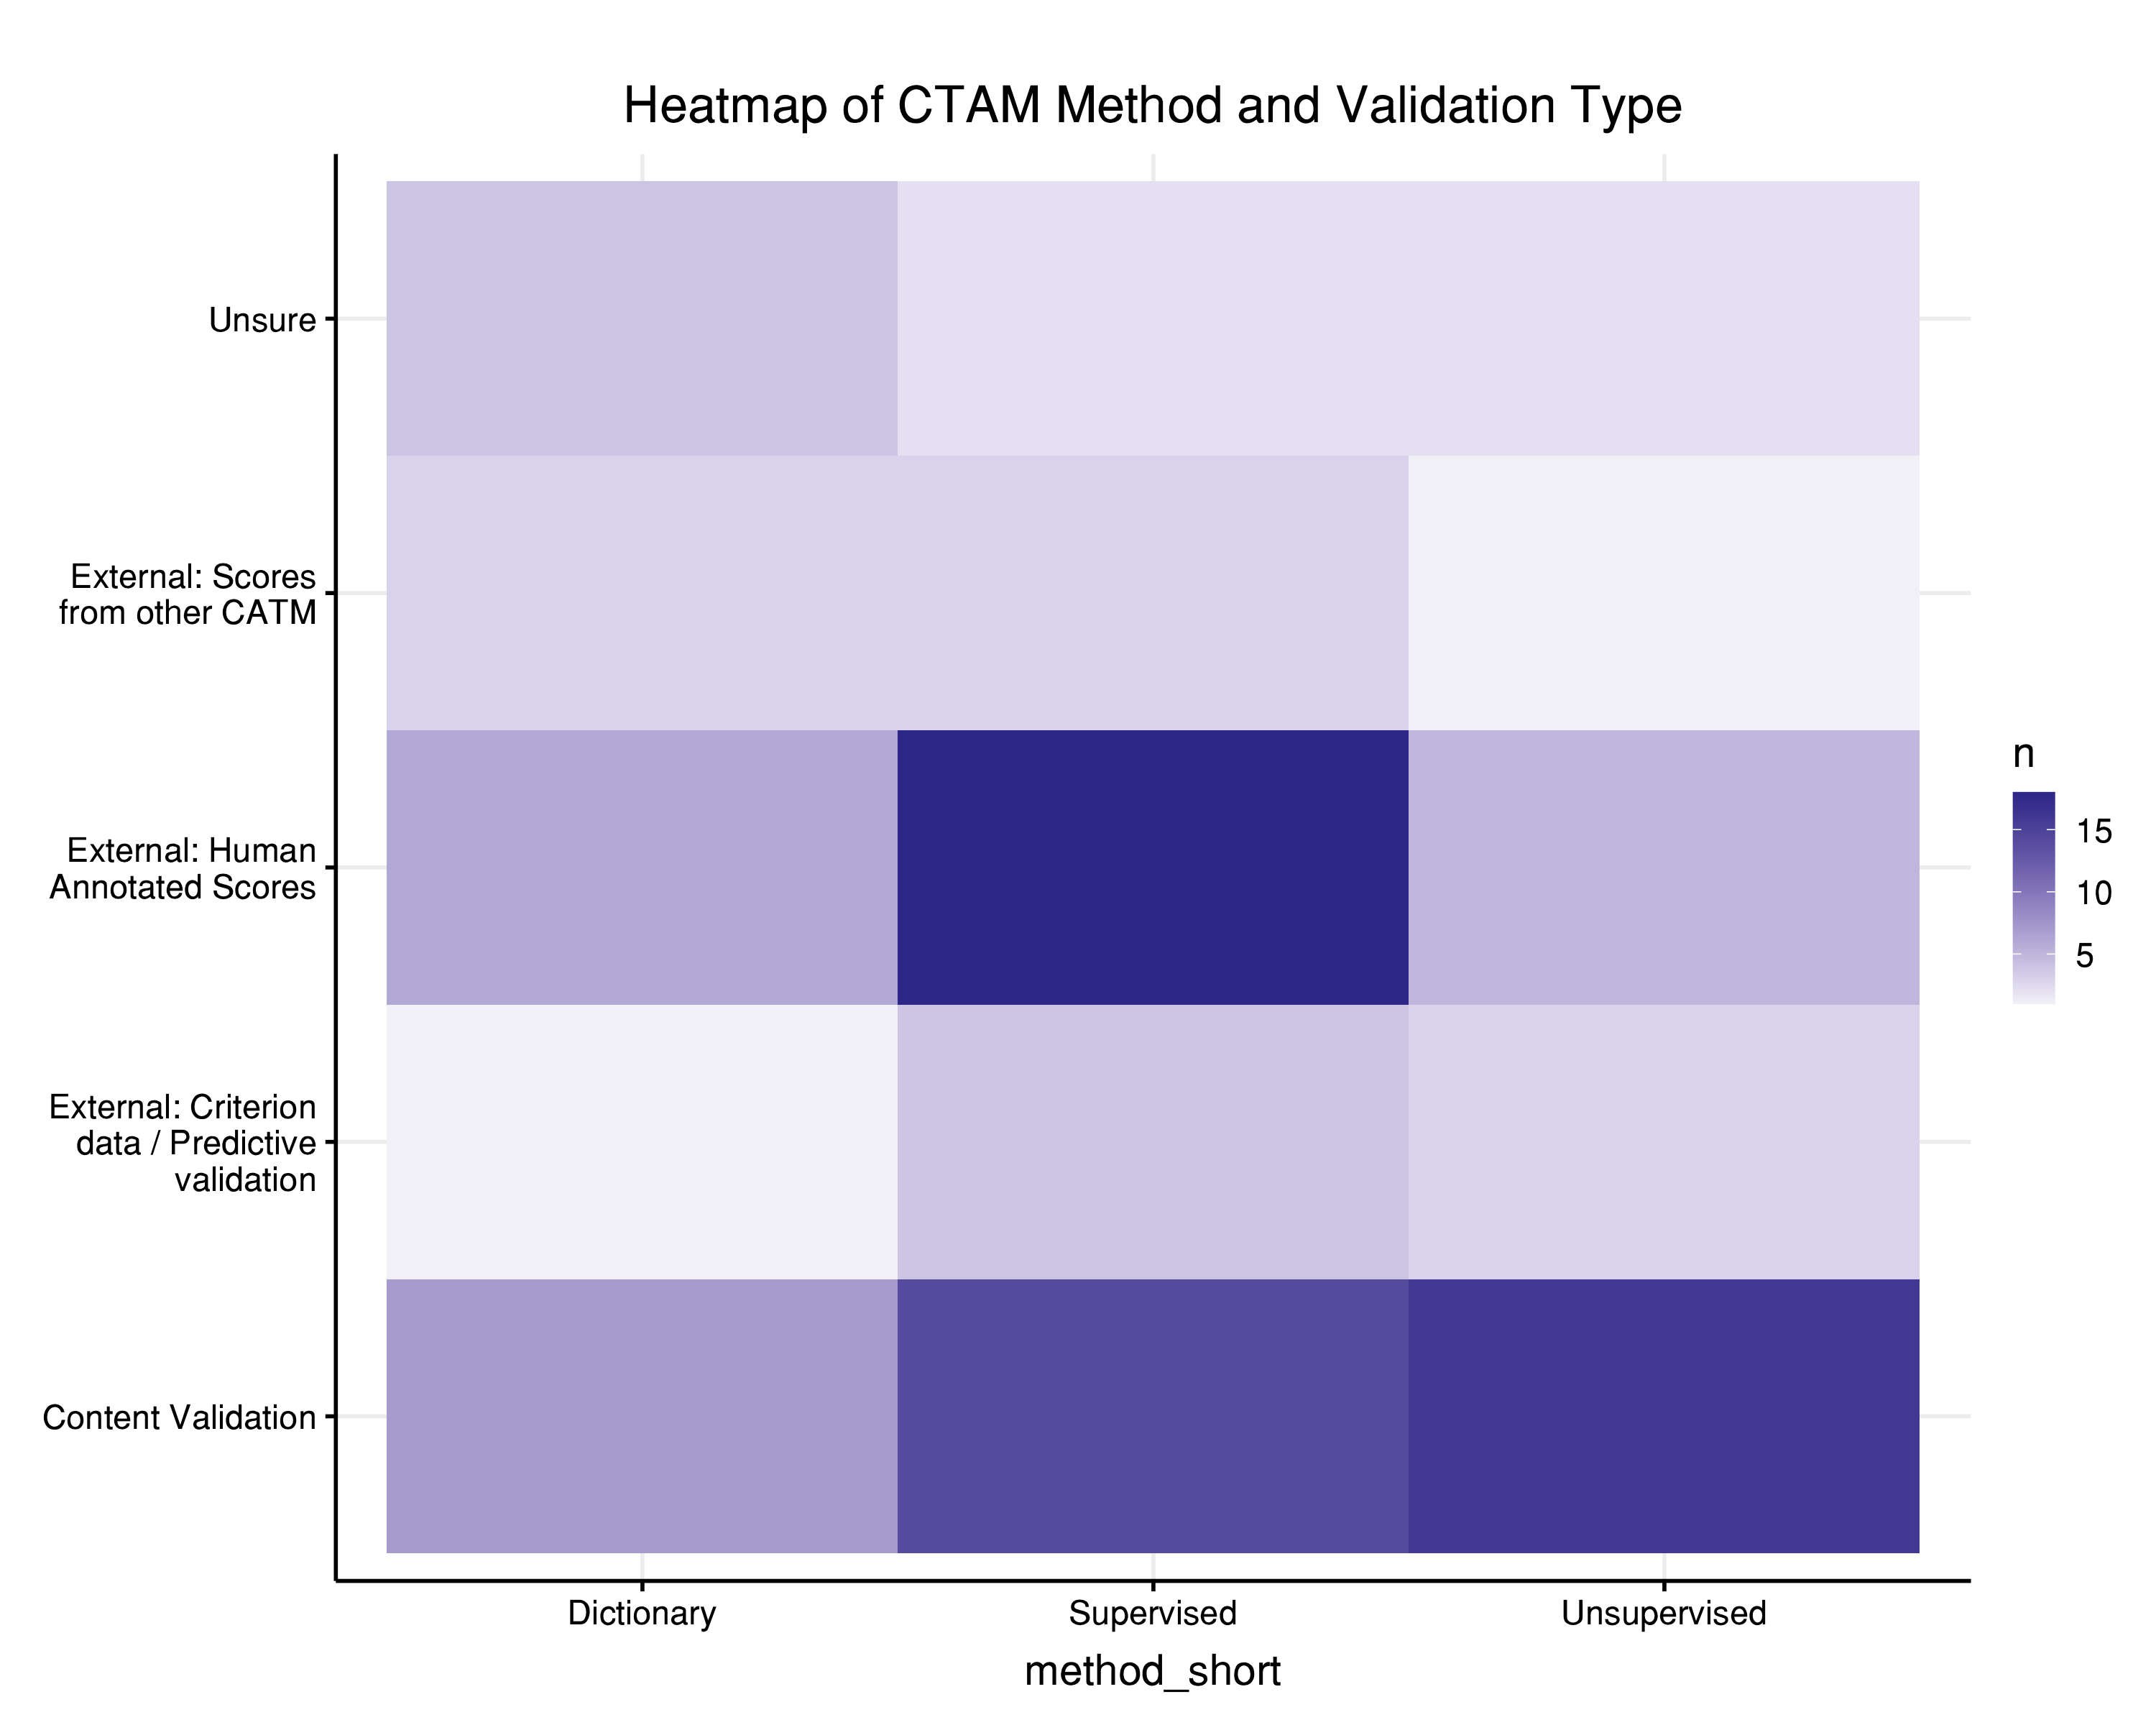 Heatmap of CTAM Method and Validation Type
Unsure
External: Scores
from other CATM
External: Human
Annotated Scores
External: Criterion
data / Predictive
validation
Content Validation
Dictionary
Supervised
Unsupervised
method_short
n
15
10
5